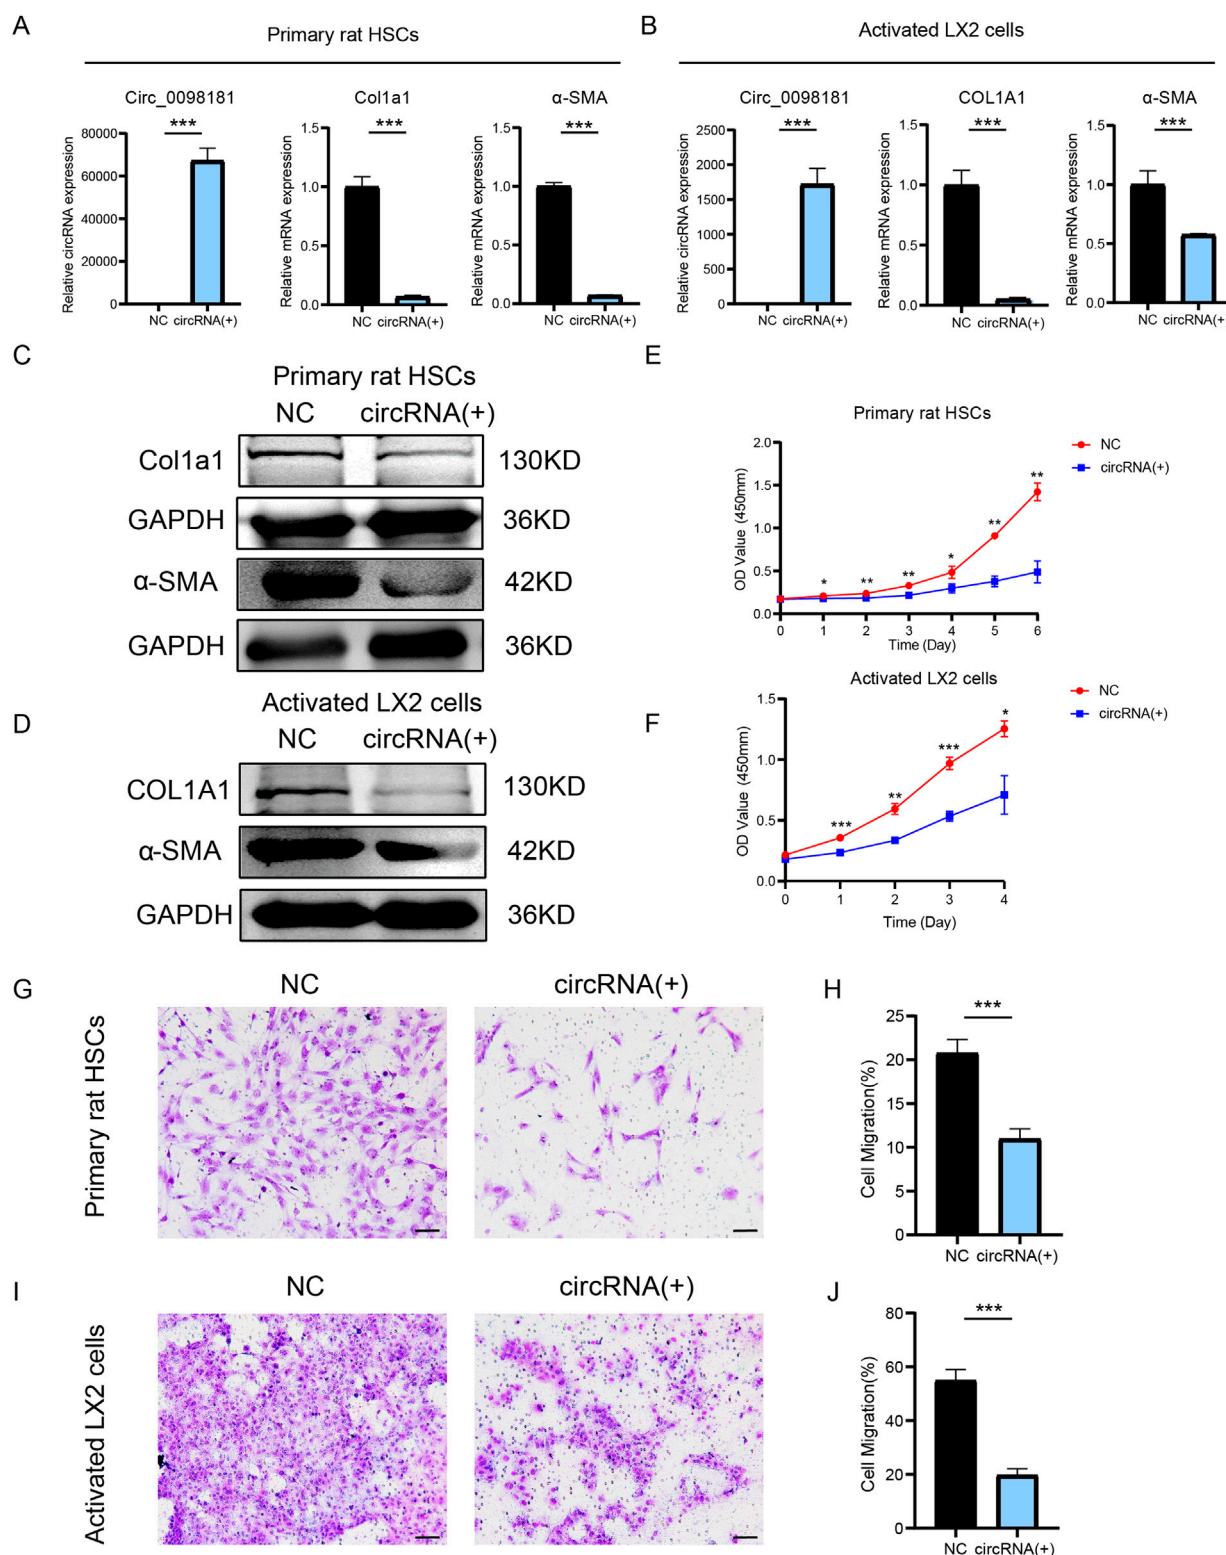 A
Primary rat HSCs
Circ_0098181
Relative circRNA expression
80000
60000
40000
20000
0
***
NC circRNA(+)
Col1a1
Relative mRNA expression
1.5
1.0
0.5
0.0
***
NC circRNA(+)
α-SMA
Relative mRNA expression
1.5
1.0
0.5
0.0
***
NC circRNA(+)
B
Activated LX2 cells
Circ_0098181
Relative circRNA expression
2500
2000
1500
1000
500
0
***
NC circRNA(+)
COL1A1
Relative mRNA expression
1.5
1.0
0.5
0.0
***
NC circRNA(+)
α-SMA
Relative mRNA expression
1.5
1.0
0.5
0.0
***
NC circRNA(+
C
Primary rat HSCs
NC circRNA(+)
Col1a1 130KD
GAPDH 36KD
α-SMA 42KD
GAPDH 36KD
D
Activated LX2 cells
NC circRNA(+)
COL1A1 130KD
α-SMA 42KD
GAPDH 36KD
E
Primary rat HSCs
OD Value (450mm)
2.0
1.5
1.0
0.5
0.0
* ** ** * ** **
0 1 2 3 4 5 6
Time (Day)
NC
circRNA(+)
F
Activated LX2 cells
OD Value (450mm)
1.5
1.0
0.5
0.0
*** ** *** *
0 1 2 3 4
Time (Day)
NC
circRNA(+)
G
NC circRNA(+)
Primary rat HSCs
H
Cell Migration(%)
25
20
15
10
5
0
***
NC circRNA(+)
I
NC circRNA(+)
Activated LX2 cells
J
Cell Migration(%)
80
60
40
20
0
***
NC circRNA(+)